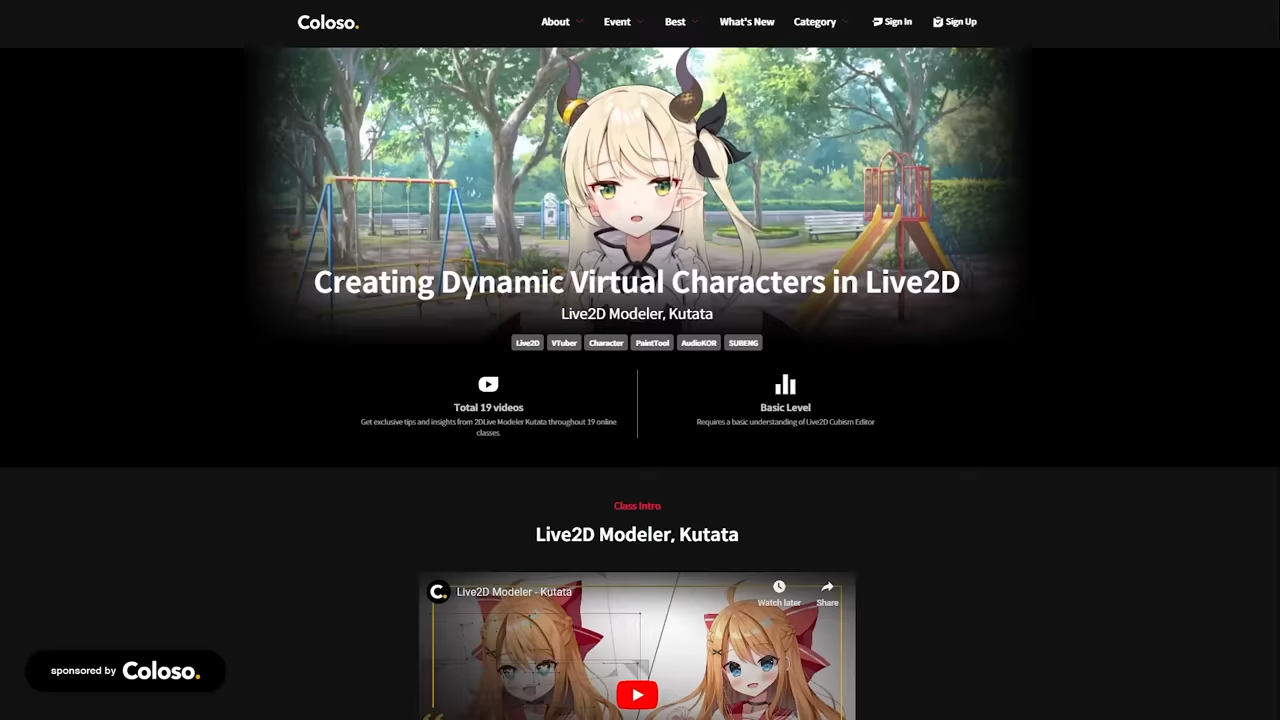 Coloso.
About
Event
Best
What's New
Category
Sign In
Sign Up
Creating Dynamic Virtual Characters in Live2D
Live2D Modeler, Kutata
Live2D
VTuber
Character
PaintTool
AudioKOR
SUBENG
Total 19 videos
Get exclusive tips and insights from 2DLive Modeler Kutata throughout 19 online
classes.
Basic Level
Requires a basic understanding of Live2D Cubism Editor
Class Intro
Live2D Modeler, Kutata
C.
Live2D Modeler - Kutata
Watch later
Share
sponsored by Coloso.